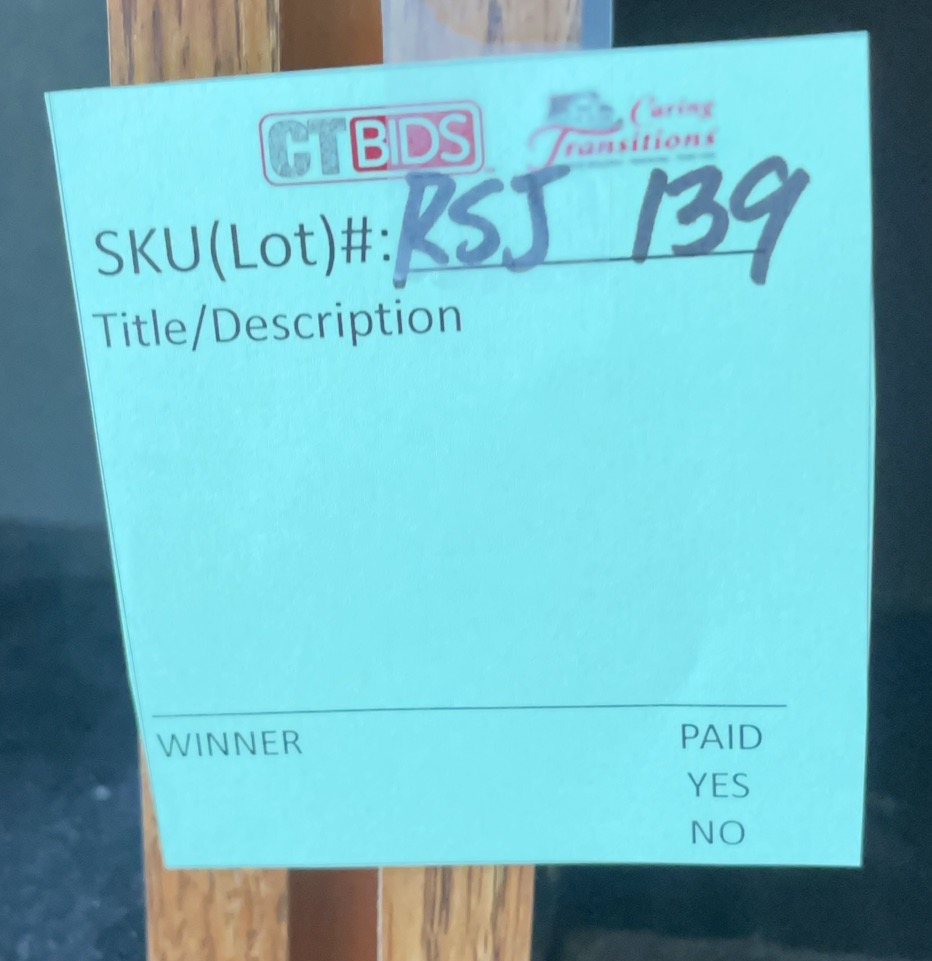 CTBIDS
Caring
Transitions
SKU(Lot)#: RSJ 139
Title/Description
WINNER PAID
YES
NO